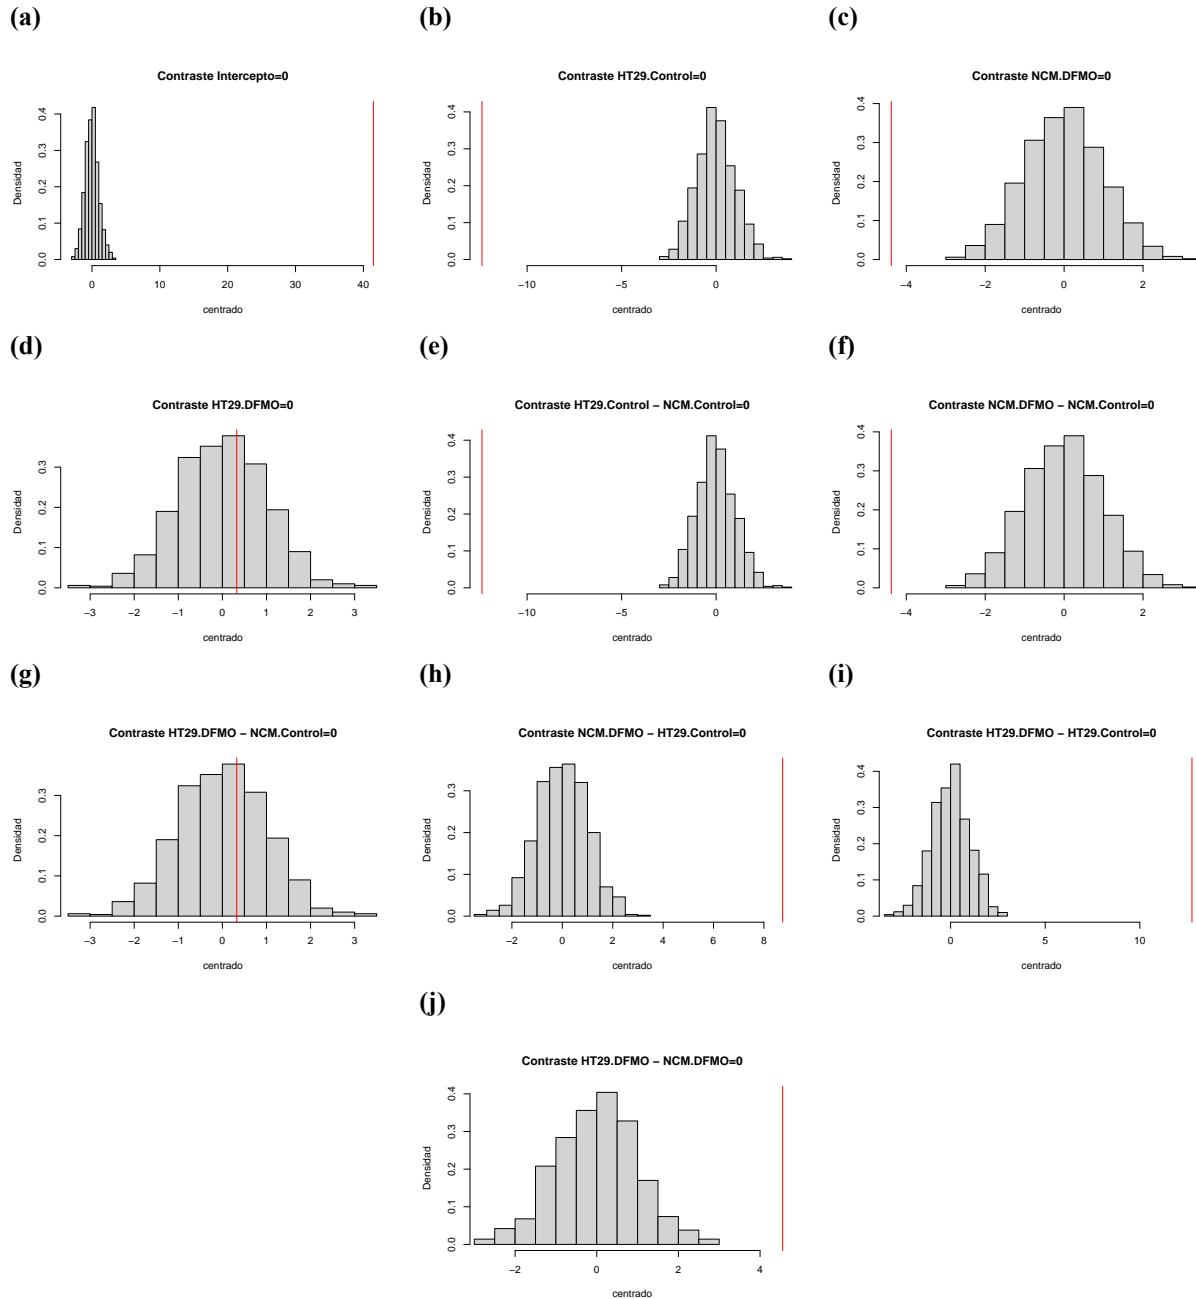 (a)
Contraste Intercepto=0
Densidad
0.0 0.1 0.2 0.3 0.4
0 10 20 30 40
centrado
(b)
Contraste HT29.Control=0
Densidad
0.0 0.1 0.2 0.3 0.4
−10 −5 0
centrado
(c)
Contraste NCM.DFMO=0
Densidad
0.0 0.1 0.2 0.3 0.4
−4 −2 0 2
centrado
(d)
Contraste HT29.DFMO=0
Densidad
0.0 0.1 0.2 0.3
−3 −2 −1 0 1 2 3
centrado
(e)
Contraste HT29.Control − NCM.Control=0
Densidad
0.0 0.1 0.2 0.3 0.4
−10 −5 0
centrado
(f)
Contraste NCM.DFMO − NCM.Control=0
Densidad
0.0 0.1 0.2 0.3 0.4
−4 −2 0 2
centrado
(g)
Contraste HT29.DFMO − NCM.Control=0
Densidad
0.0 0.1 0.2 0.3
−3 −2 −1 0 1 2 3
centrado
(h)
Contraste NCM.DFMO − HT29.Control=0
Densidad
0.0 0.1 0.2 0.3
−2 0 2 4 6 8
centrado
(i)
Contraste HT29.DFMO − HT29.Control=0
Densidad
0.0 0.1 0.2 0.3 0.4
0 5 10
centrado
(j)
Contraste HT29.DFMO − NCM.DFMO=0
Densidad
0.0 0.1 0.2 0.3 0.4
−2 0 2 4
centrado